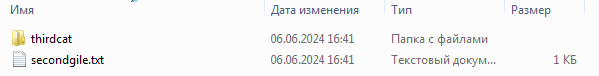 Имя Дата изменения Тип Размер
thirdcat 06.06.2024 16:41 Папка с файлами
secondgile.txt 06.06.2024 16:41 Текстовый докум... 1 КБ